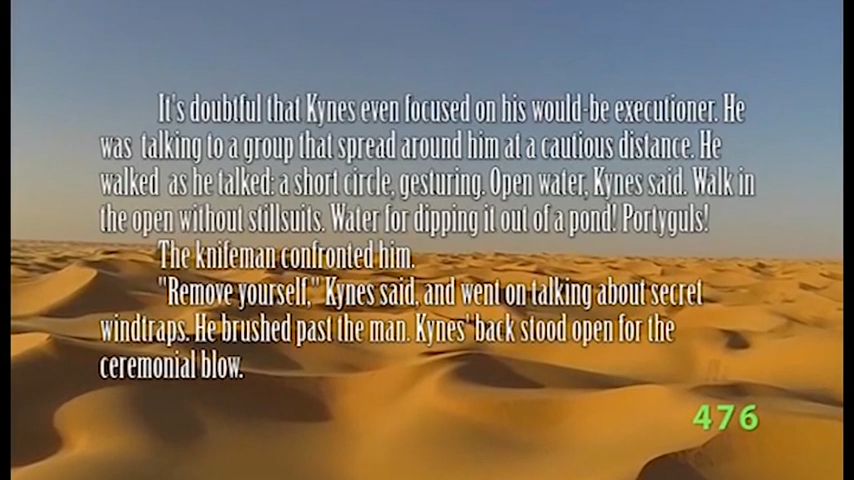 It's doubtful that Kynes even focused on his would-be executioner. He
was talking to a group that spread around him at a cautious distance. He
walked as he talked: a short circle, gesturing. Open water, Kynes said. Walk in
the open without stillsuits. Water for dipping it out of a pond! Portyguls!
The knifeman confronted him.
"Remove yourself," Kynes said, and went on talking about secret
windtraps. He brushed past the man. Kynes' back stood open for the
ceremonial blow.
476